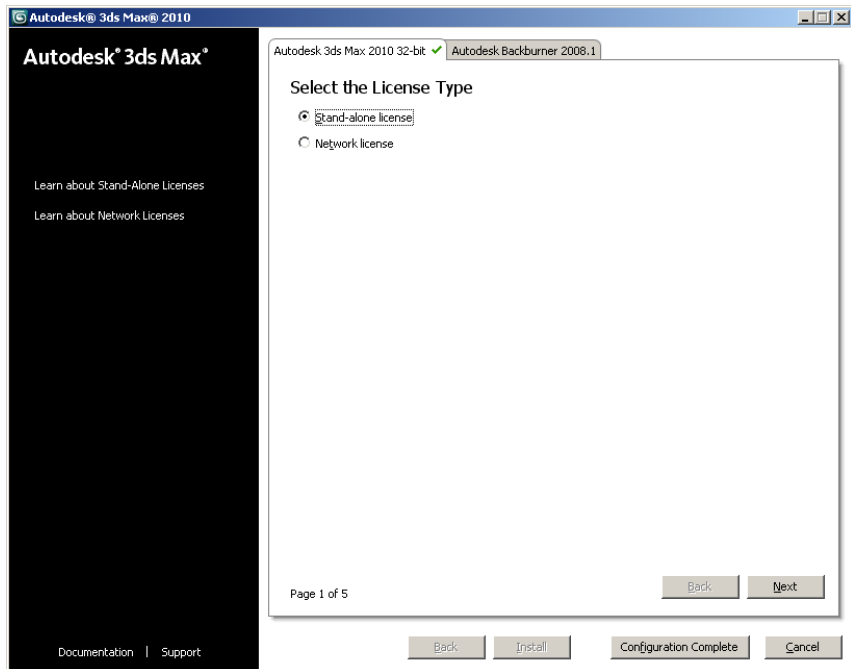 Autodesk® 3ds Max® 2010
Autodesk® 3ds Max®
Learn about Stand-Alone Licenses
Learn about Network Licenses
Documentation | Support
Autodesk 3ds Max 2010 32-bit
Autodesk Backburner 2008.1
Select the License Type
Stand-alone license
Network license
Page 1 of 5
Back
Next
Back
Install
Configuration Complete
Cancel